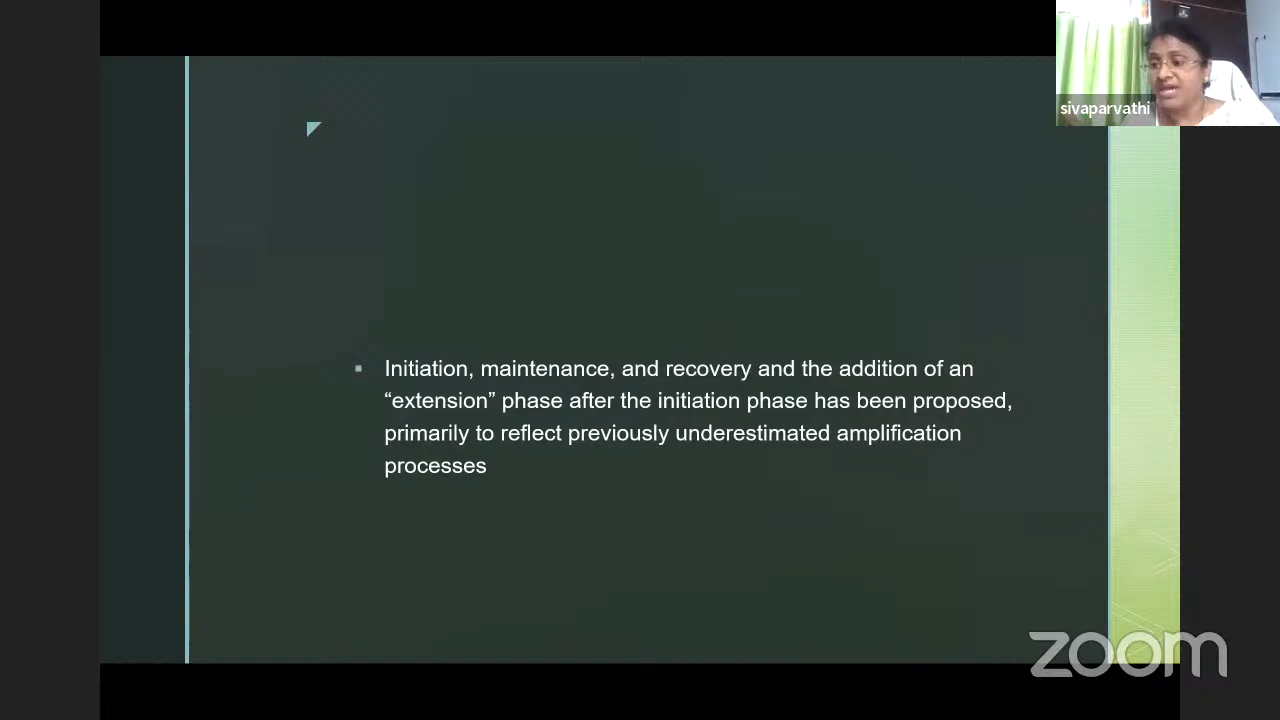 sivaparvathi
Initiation, maintenance, and recovery and the addition of an
“extension” phase after the initiation phase has been proposed,
primarily to reflect previously underestimated amplification
processes
zoom